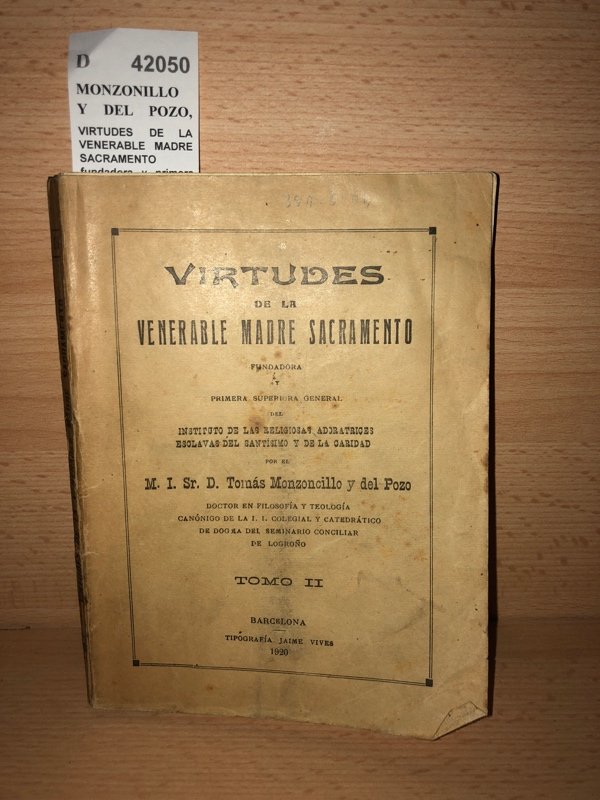 D 42050
MONZONILLO
Y DEL POZO,
VIRTUDES DE LA
VENERABLE MADRE
SACRAMENTO
fundadora y primera
VIRTUDES
DE LA
VENERABLE MADRE SACRAMENTO
FUNDADORA
Y
PRIMERA SUPERIORA GENERAL
DEL
INSTITUTO DE LAS RELIGIOSAS ADORATRICES
ESCLAVAS DEL SANTÍSIMO Y DE LA CARIDAD
POR EL
M. I. Sr. D. Tomás Monzoncillo y del Pozo
DOCTOR EN FILOSOFÍA Y TEOLOGÍA
CANÓNIGO DE LA I. I. COLEGIAL Y CATEDRÁTICO
DE DOGMA DEL SEMINARIO CONCILIAR
DE LOGROÑO
TOMO II
BARCELONA
TIPOGRAFÍA JAIME VIVES
1920